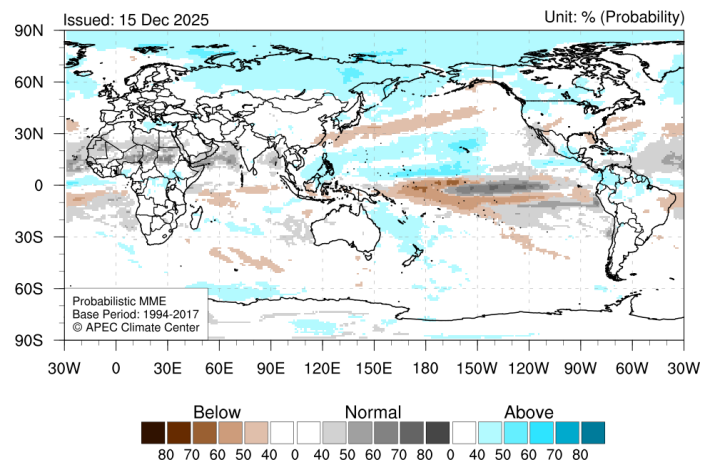 Issued: 15 Dec 2025 Unit: % (Probability)
90N
60N
30N
0
30S
60S
90S
Probabilistic MME
Base Period: 1994-2017
© APEC Climate Center
30W 0 30E 60E 90E 120E 150E 180 150W 120W 90W 60W 30W
Below Normal Above
80 70 60 50 40 0 40 50 60 70 80 0 40 50 60 70 80